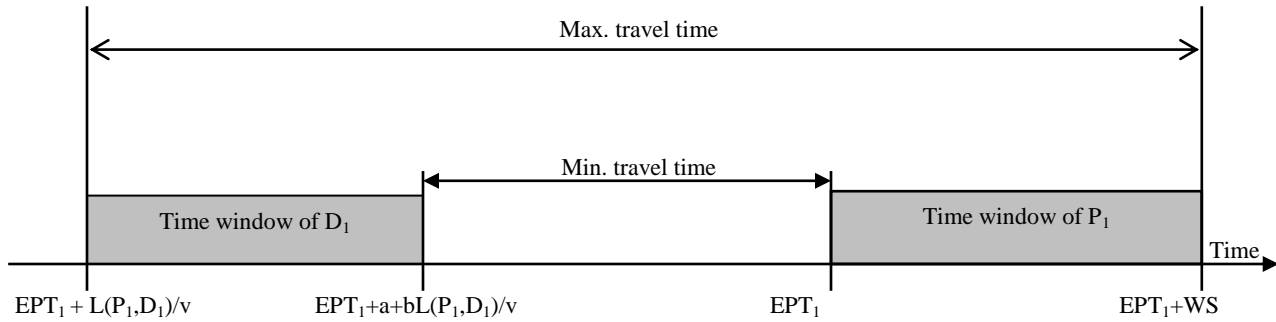 Max. travel time
Min. travel time
Time window of D₁
Time window of P₁
Time
EPT₁ + L(P₁,D₁)/v
EPT₁+a+bL(P₁,D₁)/v
EPT₁
EPT₁+WS